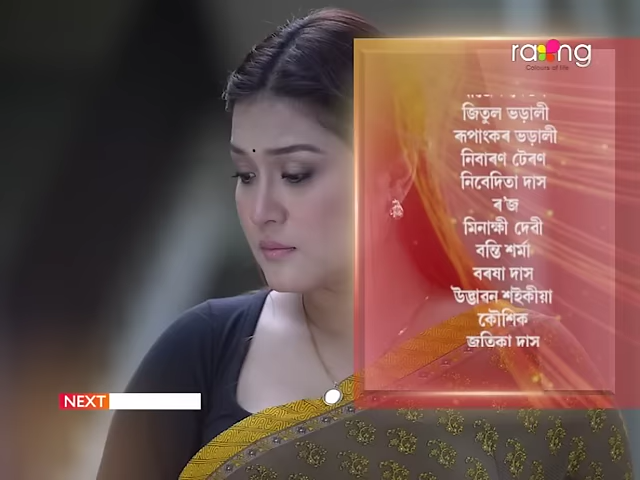 rang
Colours of life
জিতুল ভড়ালী
ৰূপাংকৰ ভড়ালী
নিবাৰণ টেৰণ
নিবেদিতা দাস
ৰ'জ
মিনাক্ষী দেবী
বন্তি শৰ্মা
বৰষা দাস
উদ্ভাৱন শইকীয়া
কৌশিক
জতিকা দাস
NEXT